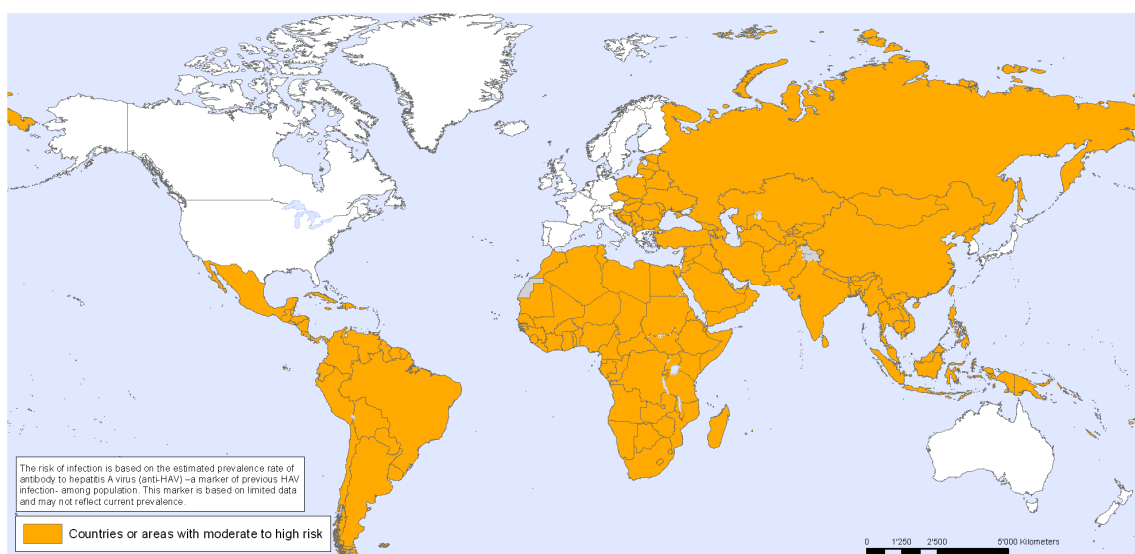 The risk of infection is based on the estimated prevalence rate of
antibody to hepatitis A virus (anti-HAV) –a marker of previous HAV
infection- among population. This marker is based on limited data
and may not reflect current prevalence.
Countries or areas with moderate to high risk
0 1'250 2'500 5'000 Kilometers